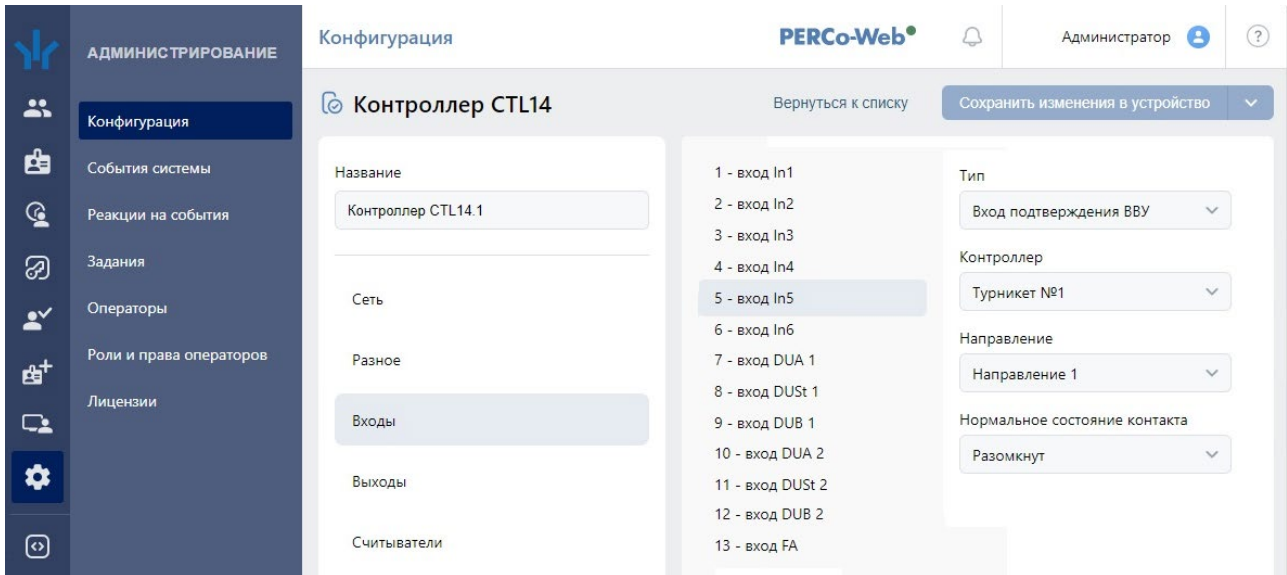 АДМИНИСТРИРОВАНИЕ
Конфигурация
События системы
Реакции на события
Задания
Операторы
Роли и права операторов
Лицензии
Конфигурация
PERCo-Web
Администратор
?
Контроллер CTL14
Вернуться к списку
Сохранить изменения в устройство
Название
Контроллер CTL14.1
Сеть
Разное
Входы
Выходы
Считыватели
1 - вход In1
2 - вход In2
3 - вход In3
4 - вход In4
5 - вход In5
6 - вход In6
7 - вход DUA 1
8 - вход DUSt 1
9 - вход DUB 1
10 - вход DUA 2
11 - вход DUSt 2
12 - вход DUB 2
13 - вход FA
Тип
Вход подтверждения ВВУ
Контроллер
Турникет №1
Направление
Направление 1
Нормальное состояние контакта
Разомкнут